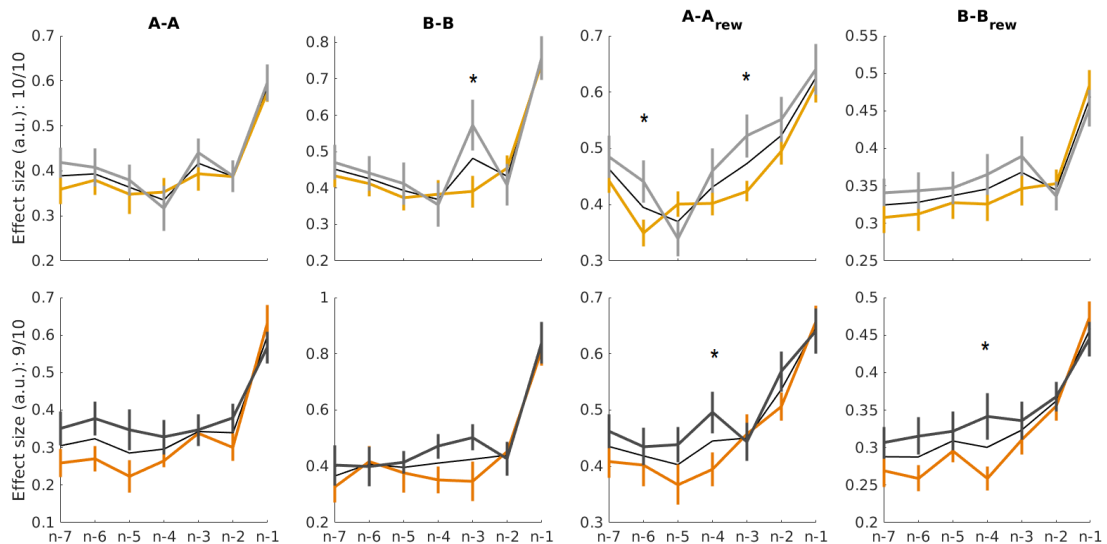 A-A B-B A-A_rew B-B_rew
Effect size (a.u.): 10/10
0.7 0.6 0.5 0.4 0.3 0.2
0.8 0.7 0.6 0.5 0.4 0.3 0.2
* 
0.7 0.6 0.5 0.4 0.3
* *
0.55 0.5 0.45 0.4 0.35 0.3 0.25
Effect size (a.u.): 9/10
0.7 0.6 0.5 0.4 0.3 0.2 0.1
1 0.8 0.6 0.4 0.2
0.7 0.6 0.5 0.4 0.3
*
0.5 0.45 0.4 0.35 0.3 0.25 0.2
*
n-7 n-6 n-5 n-4 n-3 n-2 n-1
n-7 n-6 n-5 n-4 n-3 n-2 n-1
n-7 n-6 n-5 n-4 n-3 n-2 n-1
n-7 n-6 n-5 n-4 n-3 n-2 n-1